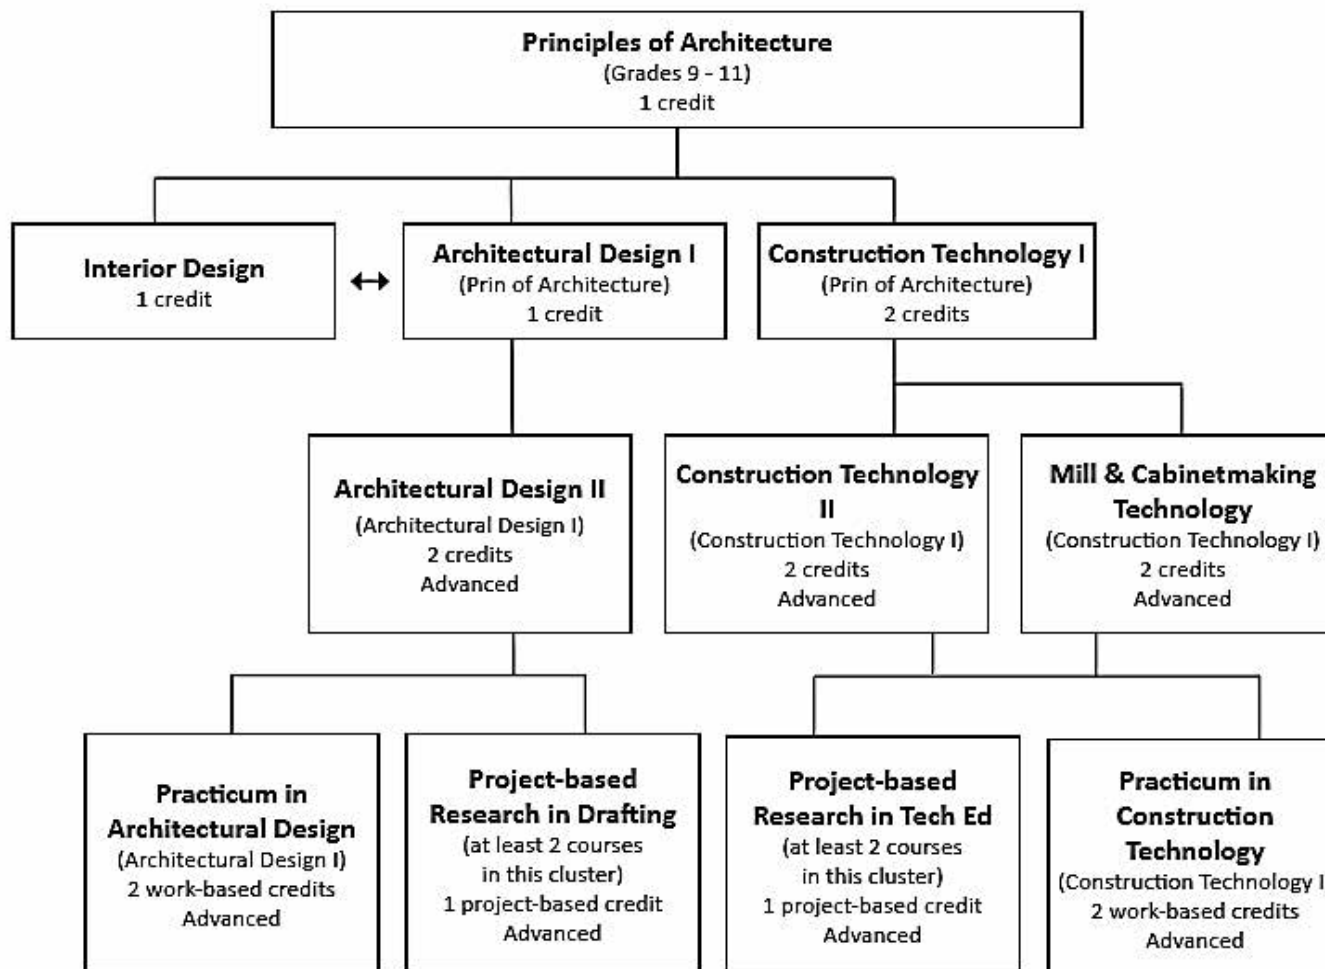 Principles of Architecture
(Grades 9 - 11)
1 credit
Interior Design
1 credit
Architectural Design I
(Prin of Architecture)
1 credit
Construction Technology I
(Prin of Architecture)
2 credits
Architectural Design II
(Architectural Design I)
2 credits
Advanced
Construction Technology
II
(Construction Technology I)
2 credits
Advanced
Mill & Cabinetmaking
Technology
(Construction Technology I)
2 credits
Advanced
Practicum in
Architectural Design
(Architectural Design I)
2 work-based credits
Advanced
Project-based
Research in Drafting
(at least 2 courses
in this cluster)
1 project-based credit
Advanced
Project-based
Research in Tech Ed
(at least 2 courses
in this cluster)
1 project-based credit
Advanced
Practicum in
Construction
Technology
(Construction Technology I
2 work-based credits
Advanced